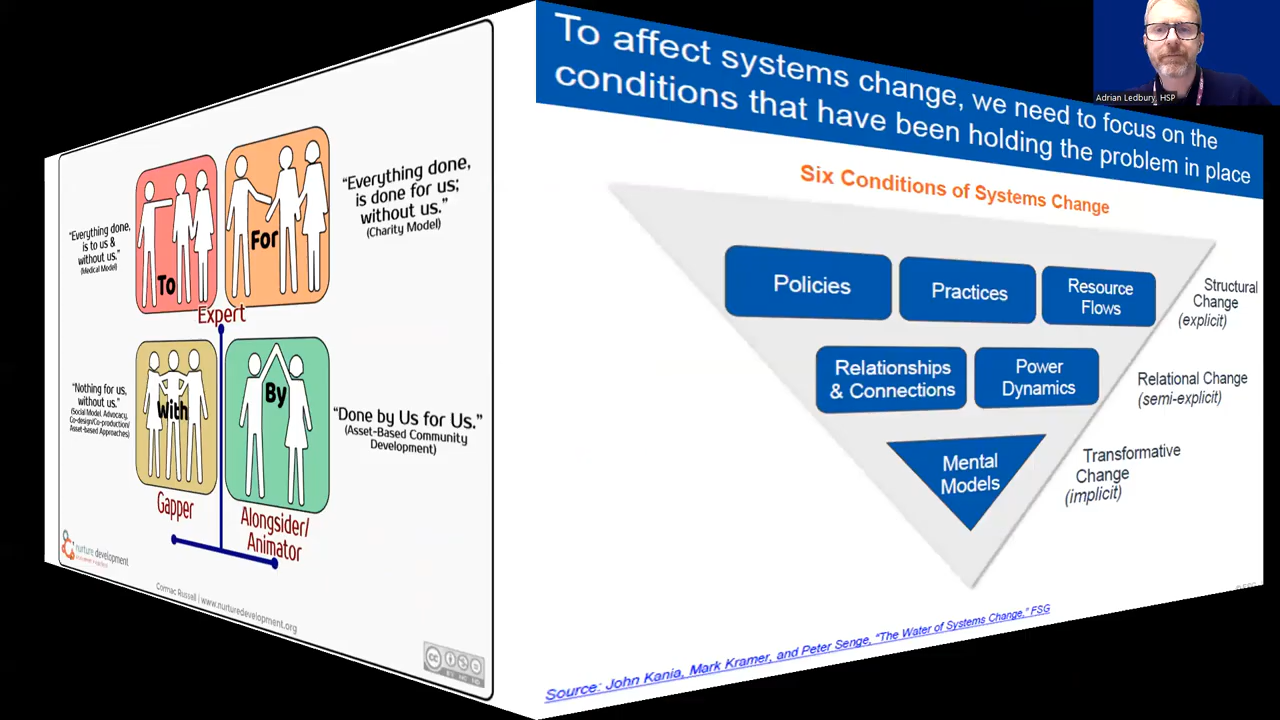 "Everything done,
is to us &
without us."
(Medical Model)
To
For
"Everything done,
is done for us;
without us."
(Charity Model)
Expert
"Nothing for us,
without us."
(Social Model, Advocacy,
Co-design/Co-production/
Asset-based Approaches)
With
By
"Done by Us for Us."
(Asset-Based Community
Development)
Gapper
Alongsider/
Animator
nurture development
Cormac Russall | www.nurturedevelopment.org
CC
BY NC ND
To affect systems change, we need to focus on the
conditions that have been holding the problem in place
Six Conditions of Systems Change
Policies
Practices
Resource
Flows
Structural
Change
(explicit)
Relationships
& Connections
Power
Dynamics
Relational Change
(semi-explicit)
Mental
Models
Transformative
Change
(implicit)
Source: John Kania, Mark Kramer, and Peter Senge, "The Water of Systems Change," FSG
Adrian Ledbury, HSP